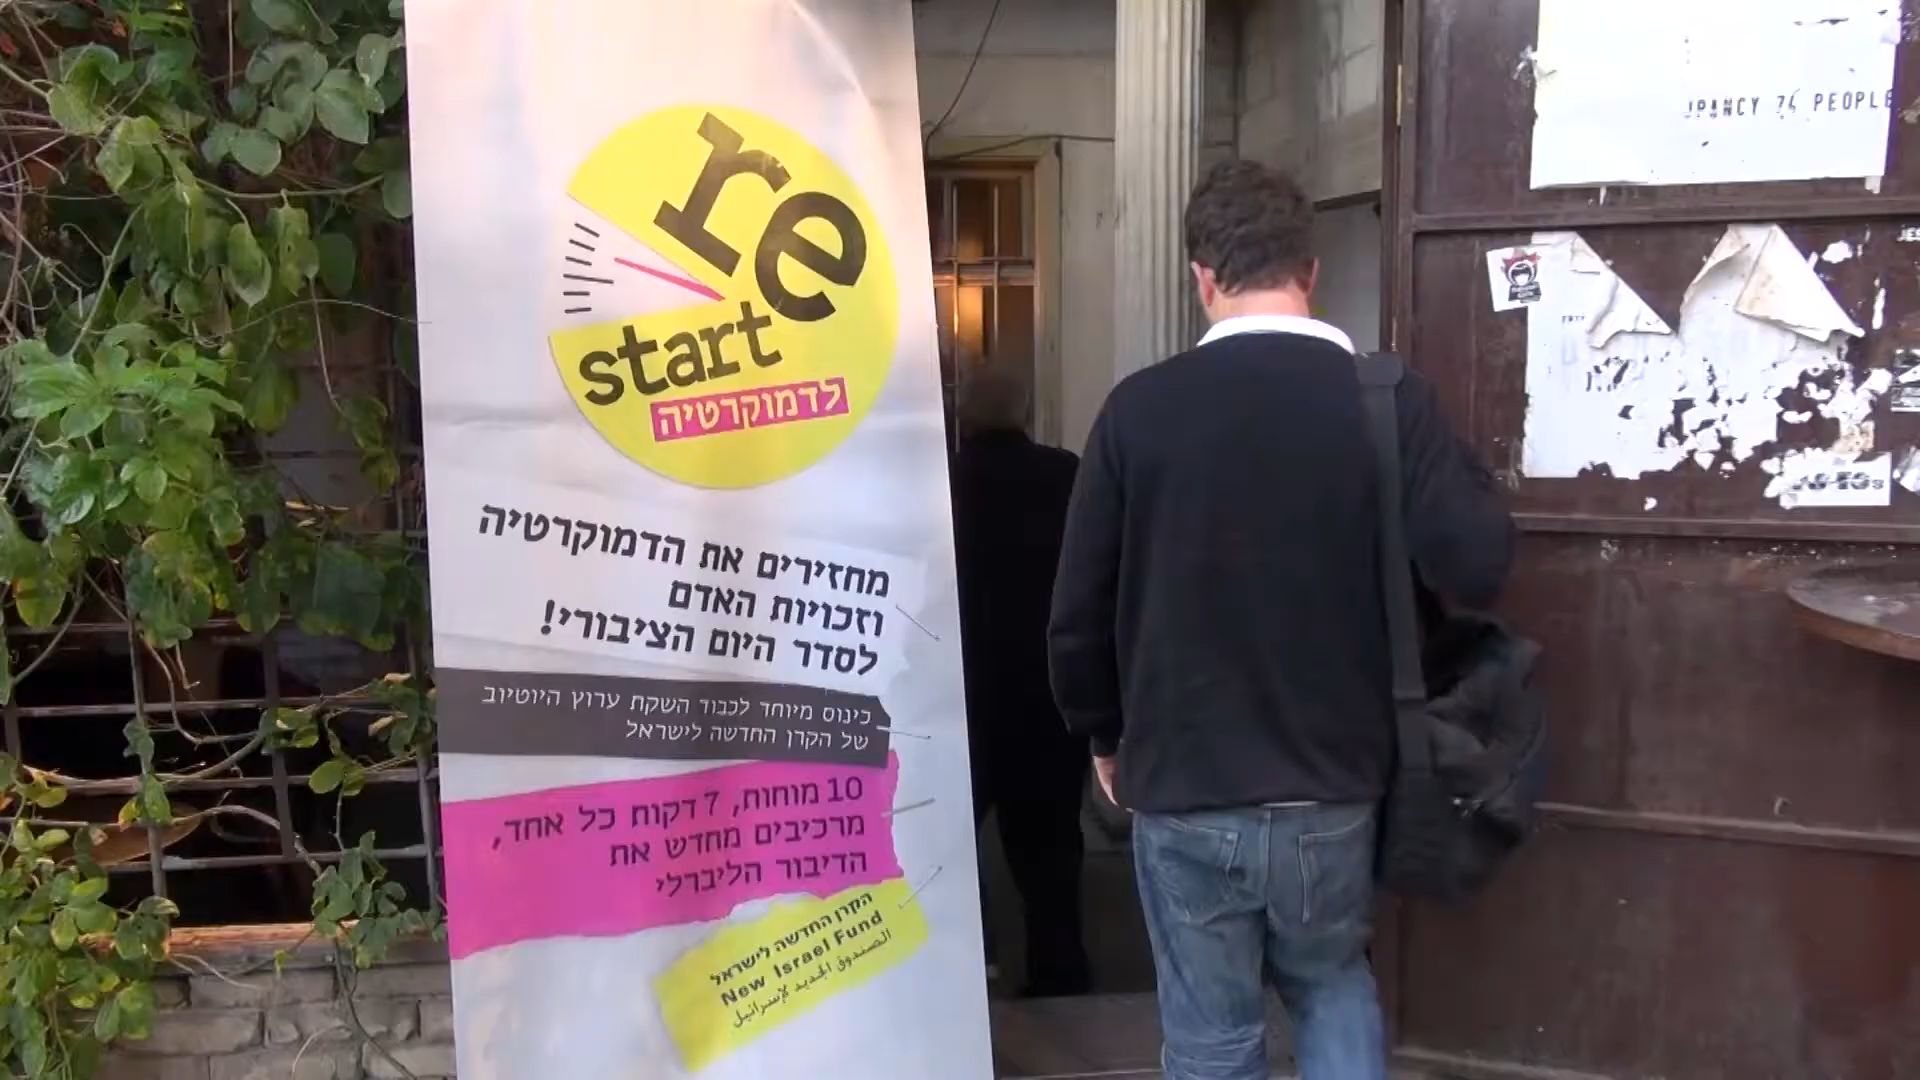 re
start
לדמוקרטיה
מחזירים את הדמוקרטיה
וזכויות האדם
לסדר היום הציבורי!
כינוס מיוחד לכבוד השקת ערוץ היוטיוב
של הקרן החדשה לישראל
10 מוחות, 7 דקות כל אחד,
מרכיבים מחדש את
הדיבור הליברלי
הקרן החדשה לישראל
New Israel Fund
الصندوق الجديد لإسرائيل
PEOPLE